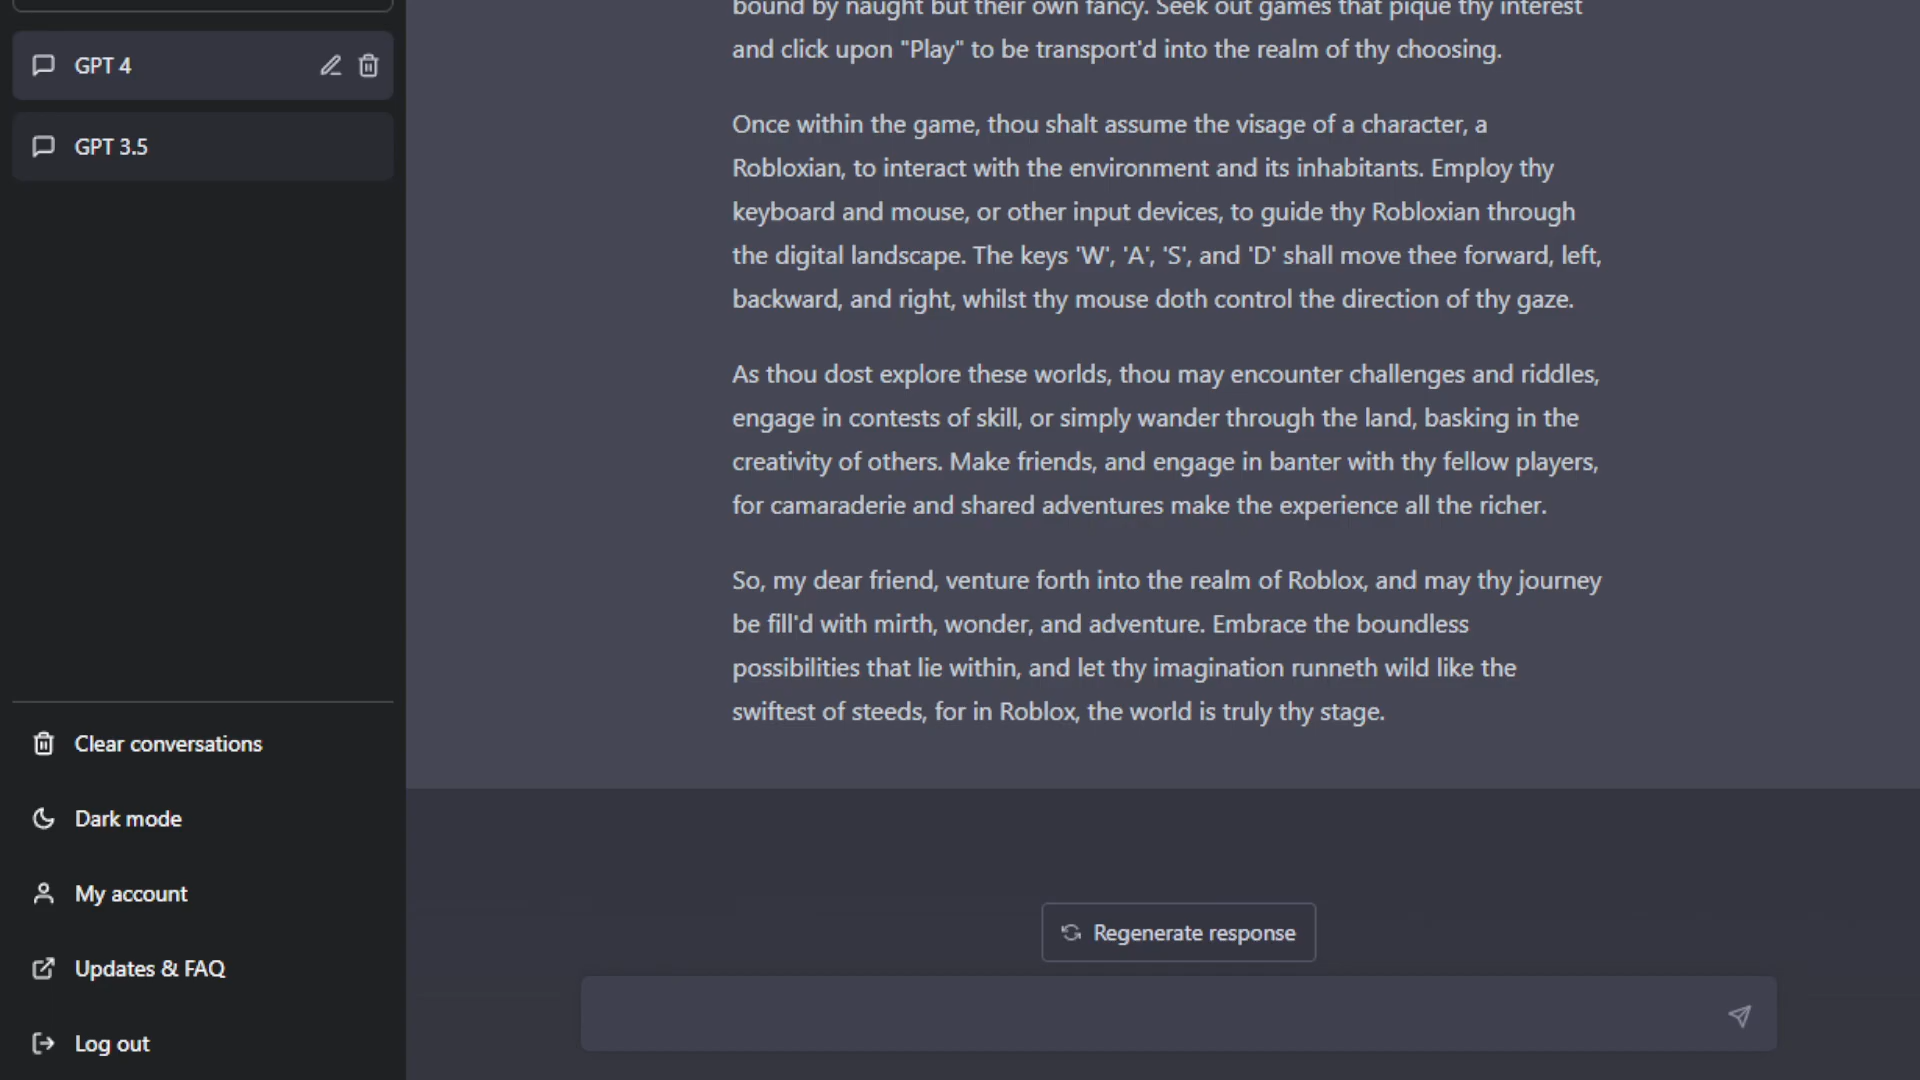 GPT 4
GPT 3.5
Clear conversations
Dark mode
My account
Updates & FAQ
Log out
bound by naught but their own fancy. Seek out games that pique thy interest
and click upon "Play" to be transport'd into the realm of thy choosing.
Once within the game, thou shalt assume the visage of a character, a
Robloxian, to interact with the environment and its inhabitants. Employ thy
keyboard and mouse, or other input devices, to guide thy Robloxian through
the digital landscape. The keys 'W', 'A', 'S', and 'D' shall move thee forward, left,
backward, and right, whilst thy mouse doth control the direction of thy gaze.
As thou dost explore these worlds, thou may encounter challenges and riddles,
engage in contests of skill, or simply wander through the land, basking in the
creativity of others. Make friends, and engage in banter with thy fellow players,
for camaraderie and shared adventures make the experience all the richer.
So, my dear friend, venture forth into the realm of Roblox, and may thy journey
be fill'd with mirth, wonder, and adventure. Embrace the boundless
possibilities that lie within, and let thy imagination runneth wild like the
swiftest of steeds, for in Roblox, the world is truly thy stage.
Regenerate response